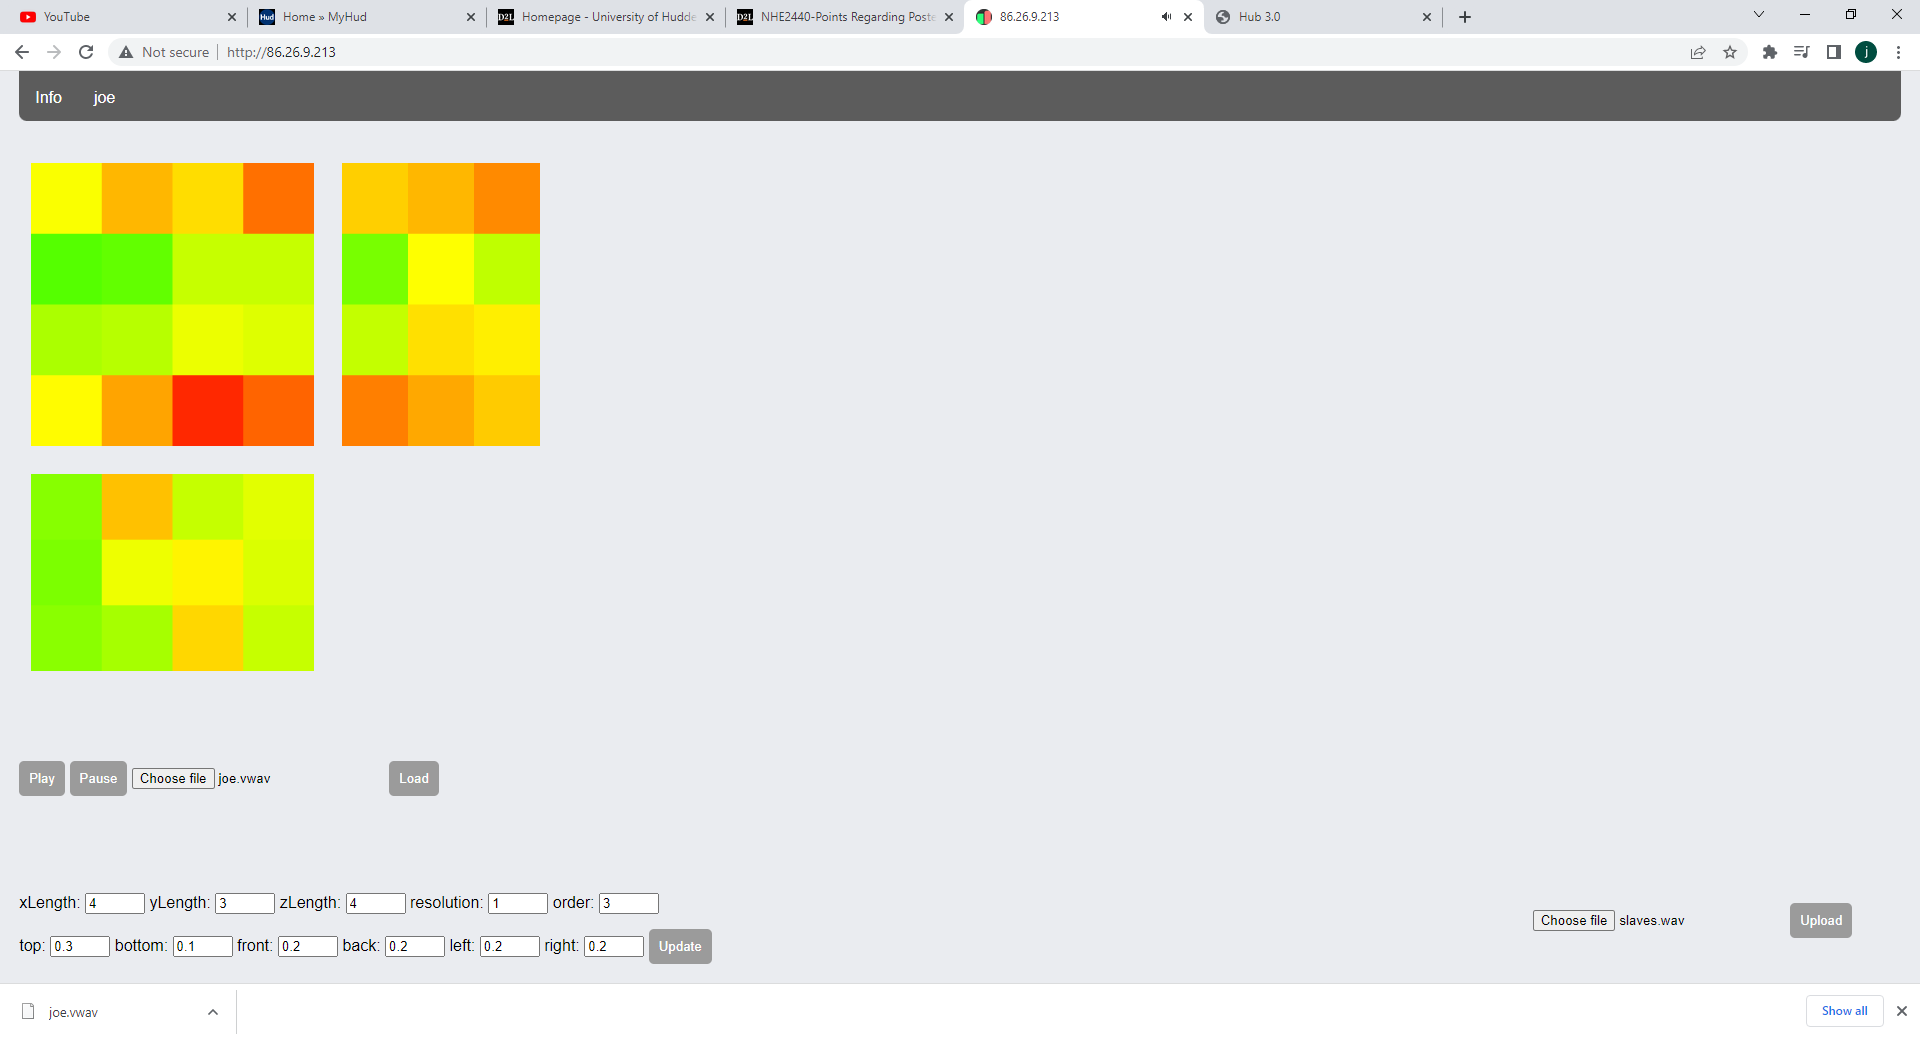 YouTube
Home » MyHud
Homepage - University of Hudde
NHE2440-Points Regarding Poste
86.26.9.213
Hub 3.0
Not secure http://86.26.9.213
j
Info joe
Play Pause Choose file joe.vwav Load
xLength: 4 yLength: 3 zLength: 4 resolution: 1 order: 3
Choose file slaves.wav Upload
top: 0.3 bottom: 0.1 front: 0.2 back: 0.2 left: 0.2 right: 0.2 Update
joe.vwav
Show all